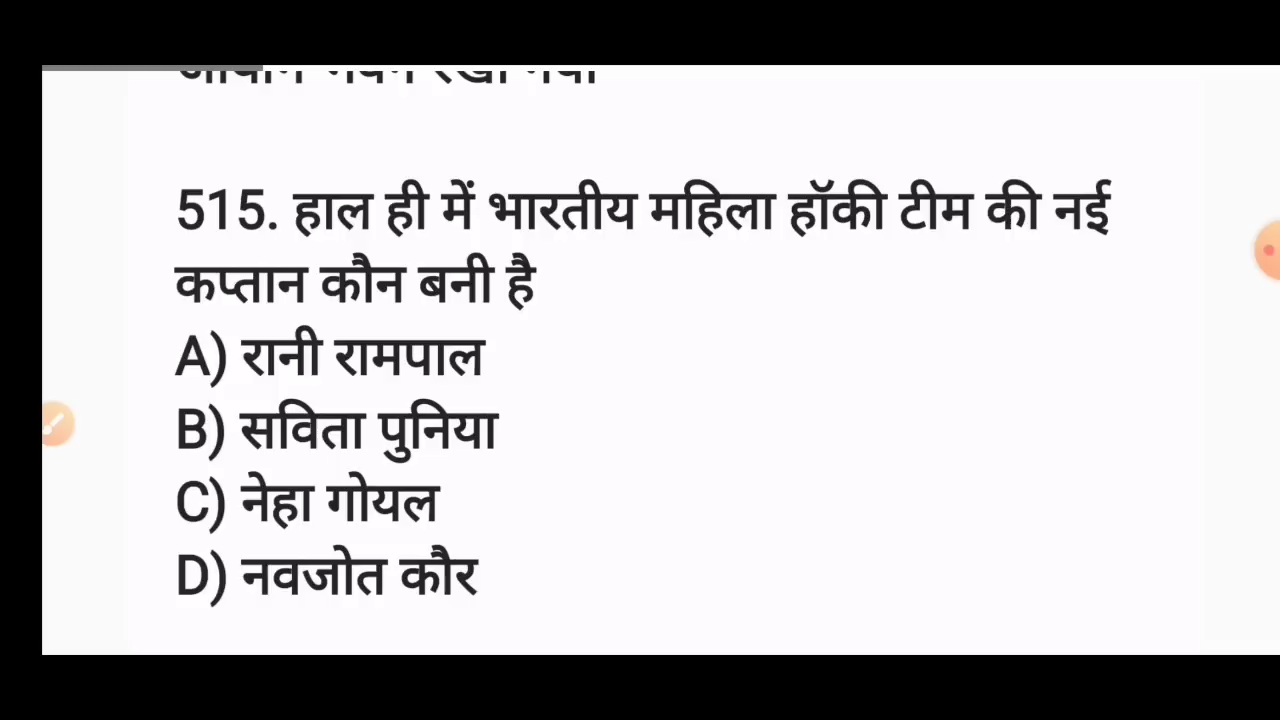 515. हाल ही में भारतीय महिला हॉकी टीम की नई
कप्तान कौन बनी है
A) रानी रामपाल
B) सविता पुनिया
C) नेहा गोयल
D) नवजोत कौर